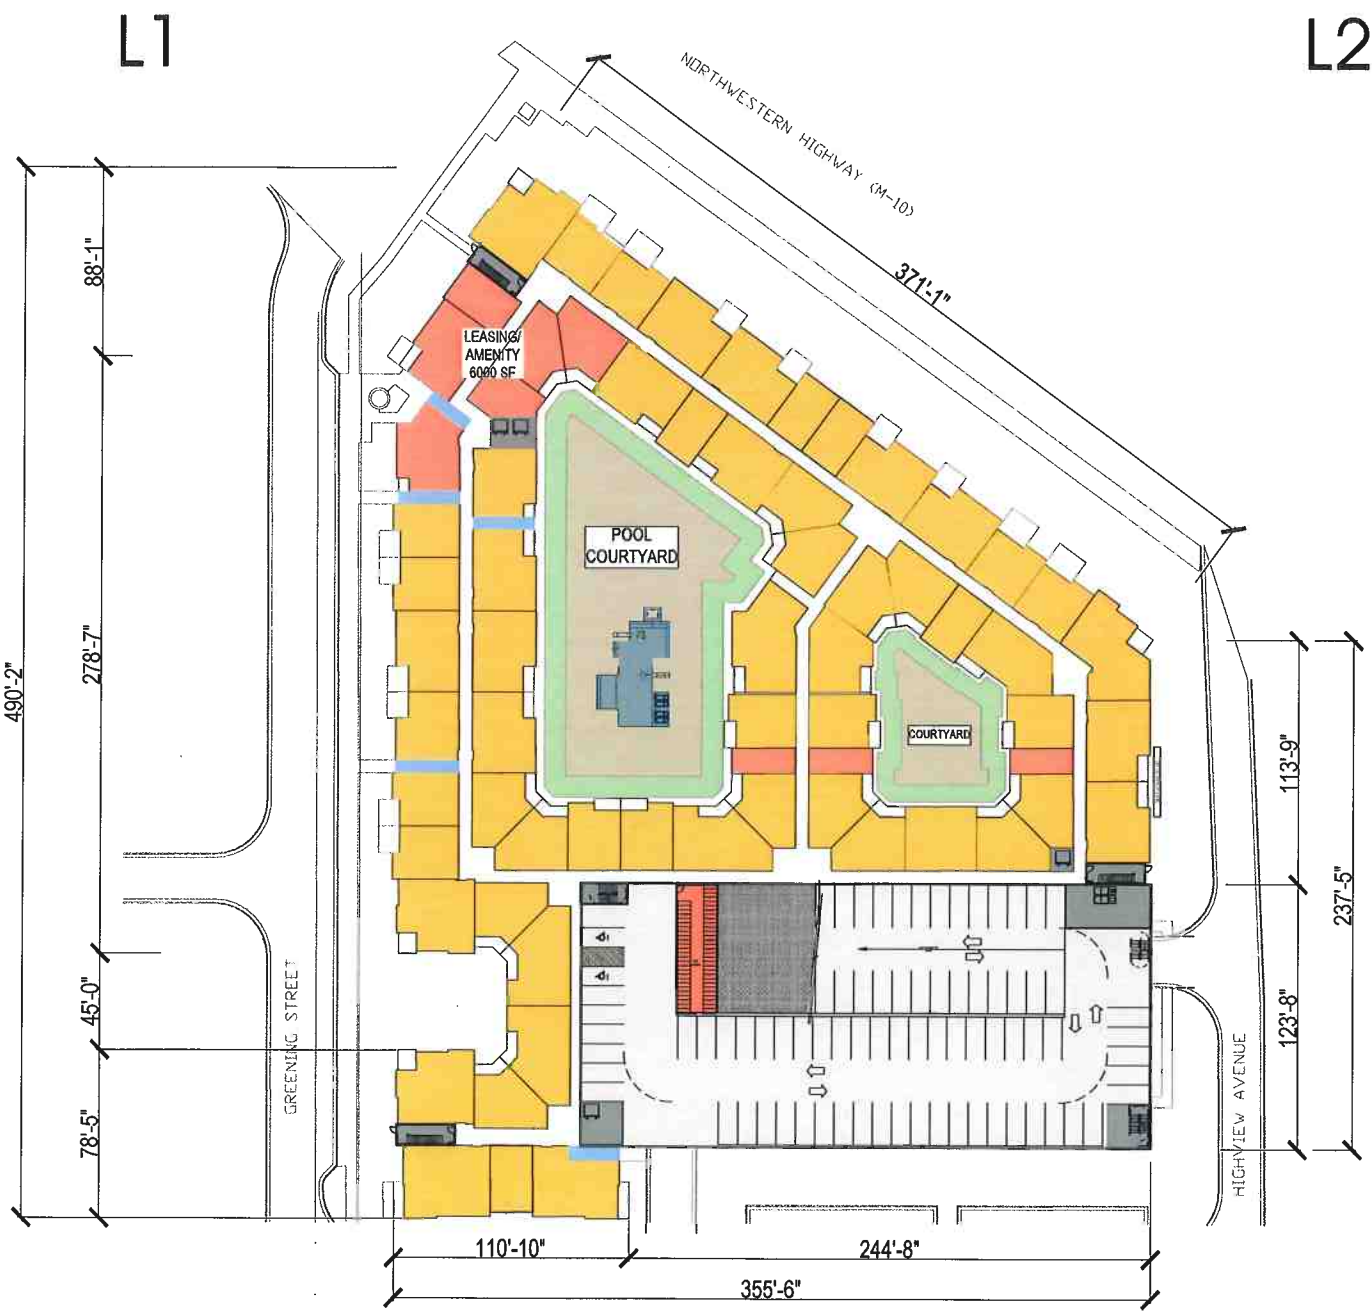 L1
L2
NORTHWESTERN HIGHWAY (M-10)
371'-1"
88'-1"
LEASING/
AMENITY
6000 SF
POOL
COURTYARD
278'-7"
490'-2"
COURTYARD
113'-9"
237'-5"
45'-0"
GREENING STREET
123'-8"
HIGHVIEW AVENUE
78'-5"
110'-10"
244'-8"
355'-6"